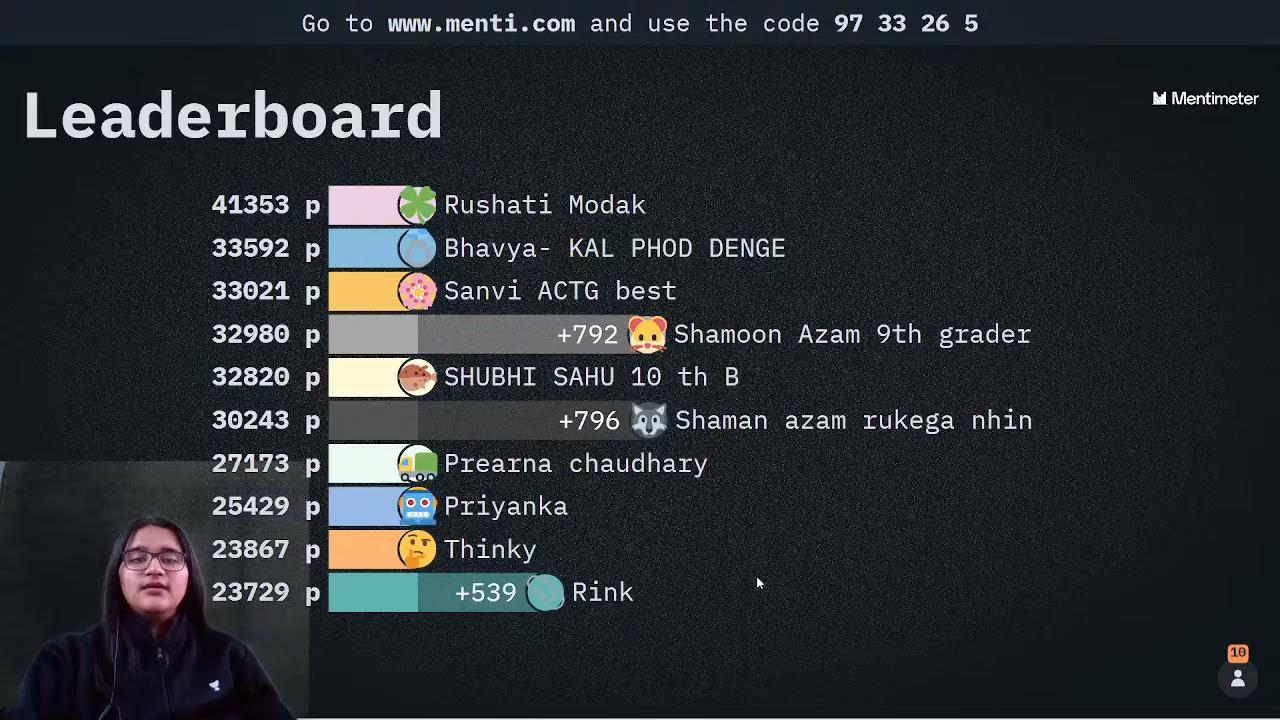 Go to www.menti.com and use the code 97 33 26 5
Leaderboard
Mentimeter
41353 p Rushati Modak
33592 p Bhavya- KAL PHOD DENGE
33021 p Sanvi ACTG best
32980 p +792 Shamoon Azam 9th grader
32820 p SHUBHI SAHU 10 th B
30243 p +796 Shaman azam rukega nhin
27173 p Prearna chaudhary
25429 p Priyanka
23867 p Thinky
23729 p +539 Rink
10